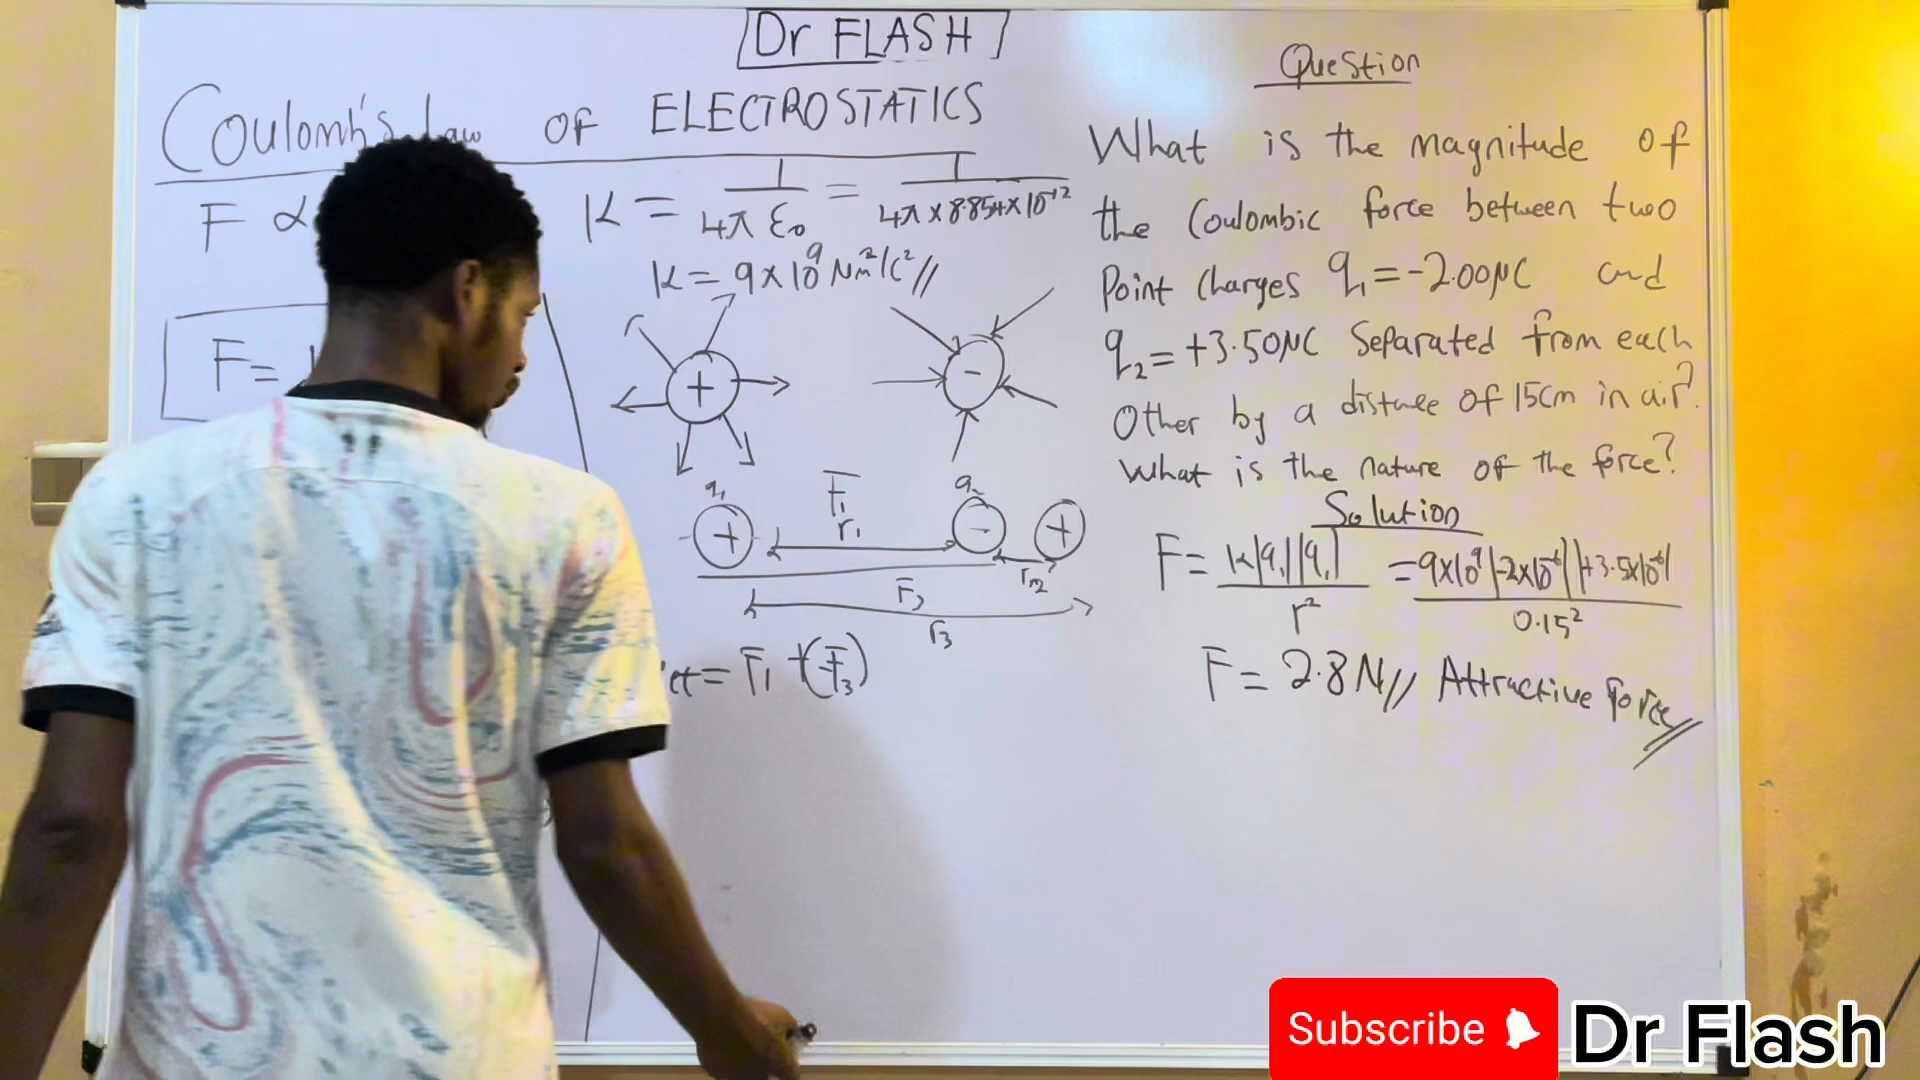 Dr FLASH
Coulomb's Law OF ELECTROSTATICS
F α
K = 1/4π ε₀ = 1/4π x 8.854 x 10⁻¹²
K = 9 x 10⁹ Nm²/C² //
F =
+
-
q₁ F₁ q₂
+ r₁ - +
r₂
F₃
r₃
et = F₁ + (-F₃)
Question
What is the magnitude of
the Coulombic force between two
Point Charges q₁ = -2.00μC and
q₂ = +3.50μC Separated from each
Other by a distance of 15cm in air?
What is the nature of the force?
Solution
F = K|q₁||q₁|/r² = 9x10⁹|-2x10⁻⁶||+3.5x10⁻⁶|/0.15²
F = 2.8N // Attractive force //
Subscribe
Dr Flash